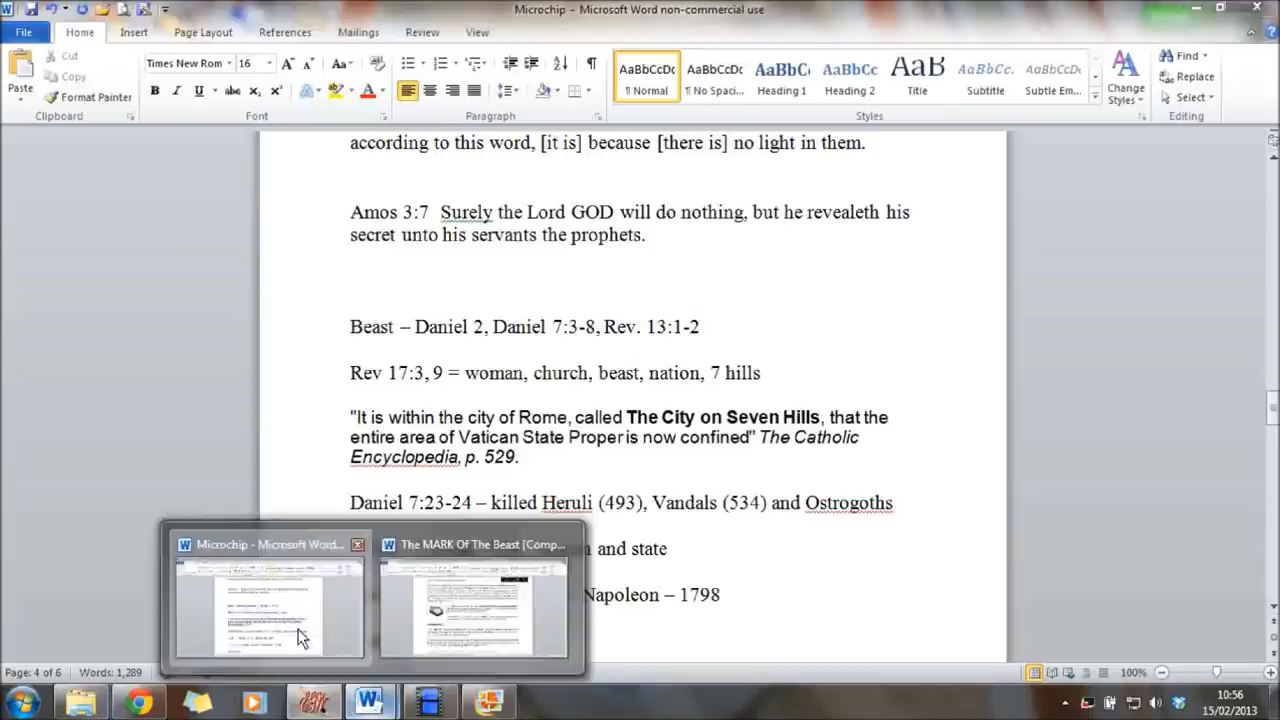 Microchip - Microsoft Word non-commercial use
File Home Insert Page Layout References Mailings Review View
Cut
Copy
Format Painter
Paste
Clipboard
Times New Rom 16
Font
Paragraph
AaBbCcDc AaBbCcDc AaBbC AaBbCc AaB AaBbCcL AaBbCcD
¶ Normal ¶ No Spaci... Heading 1 Heading 2 Title Subtitle Subtle Em...
Styles
Change Styles
Find
Replace
Select
Editing
according to this word, [it is] because [there is] no light in them.
Amos 3:7 Surely the Lord GOD will do nothing, but he revealeth his
secret unto his servants the prophets.
Beast – Daniel 2, Daniel 7:3-8, Rev. 13:1-2
Rev 17:3, 9 = woman, church, beast, nation, 7 hills
"It is within the city of Rome, called The City on Seven Hills, that the
entire area of Vatican State Proper is now confined" The Catholic
Encyclopedia, p. 529.
Daniel 7:23-24 – killed Heruli (493), Vandals (534) and Ostrogoths
and state
Napoleon – 1798
Microchip - Microsoft Word... The MARK Of The Beast [Comp...
Page: 4 of 6 Words: 1,289 100%
10:56
15/02/2013